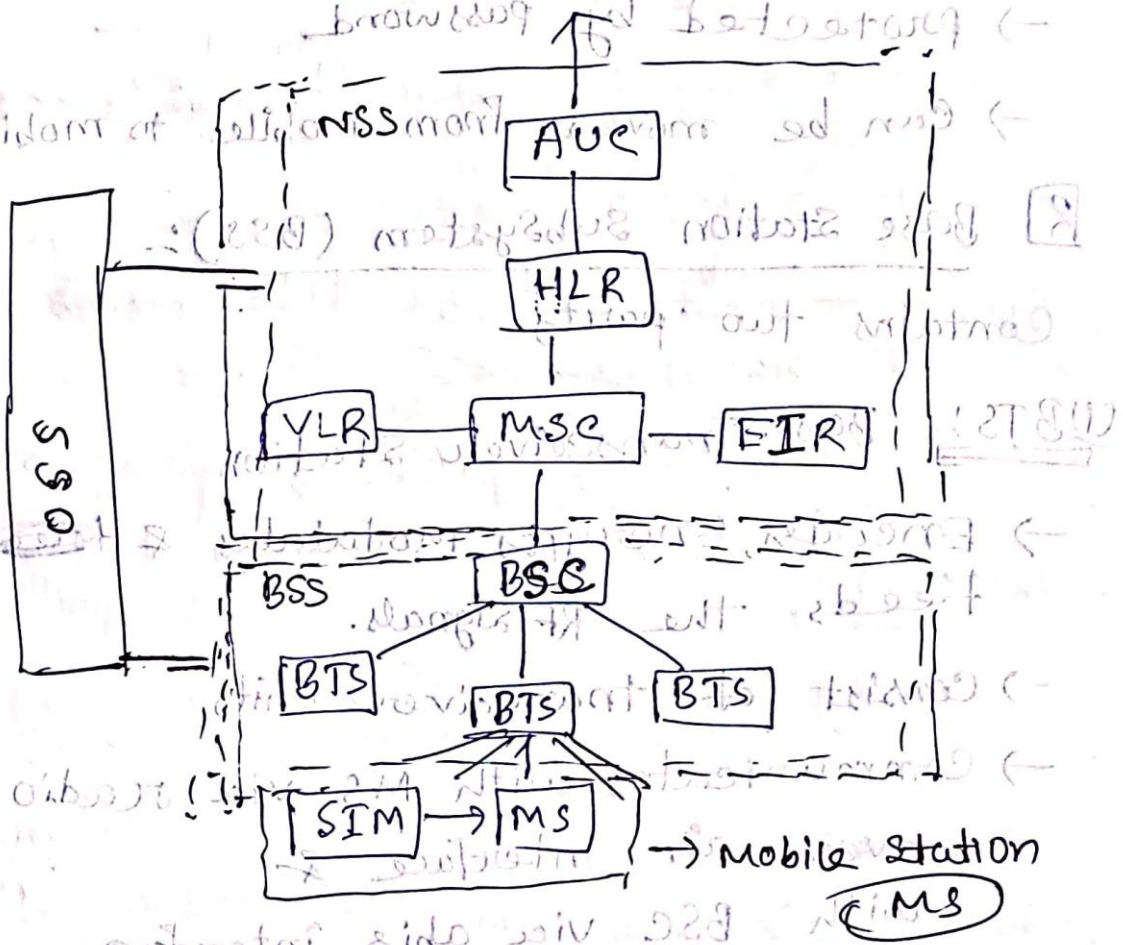 NSS
AUC
HLR
VLR MSC EIR
OSS
BSC
BSS
BTS BTS BTS
SIM → MS
→ Mobile Station
(MS)